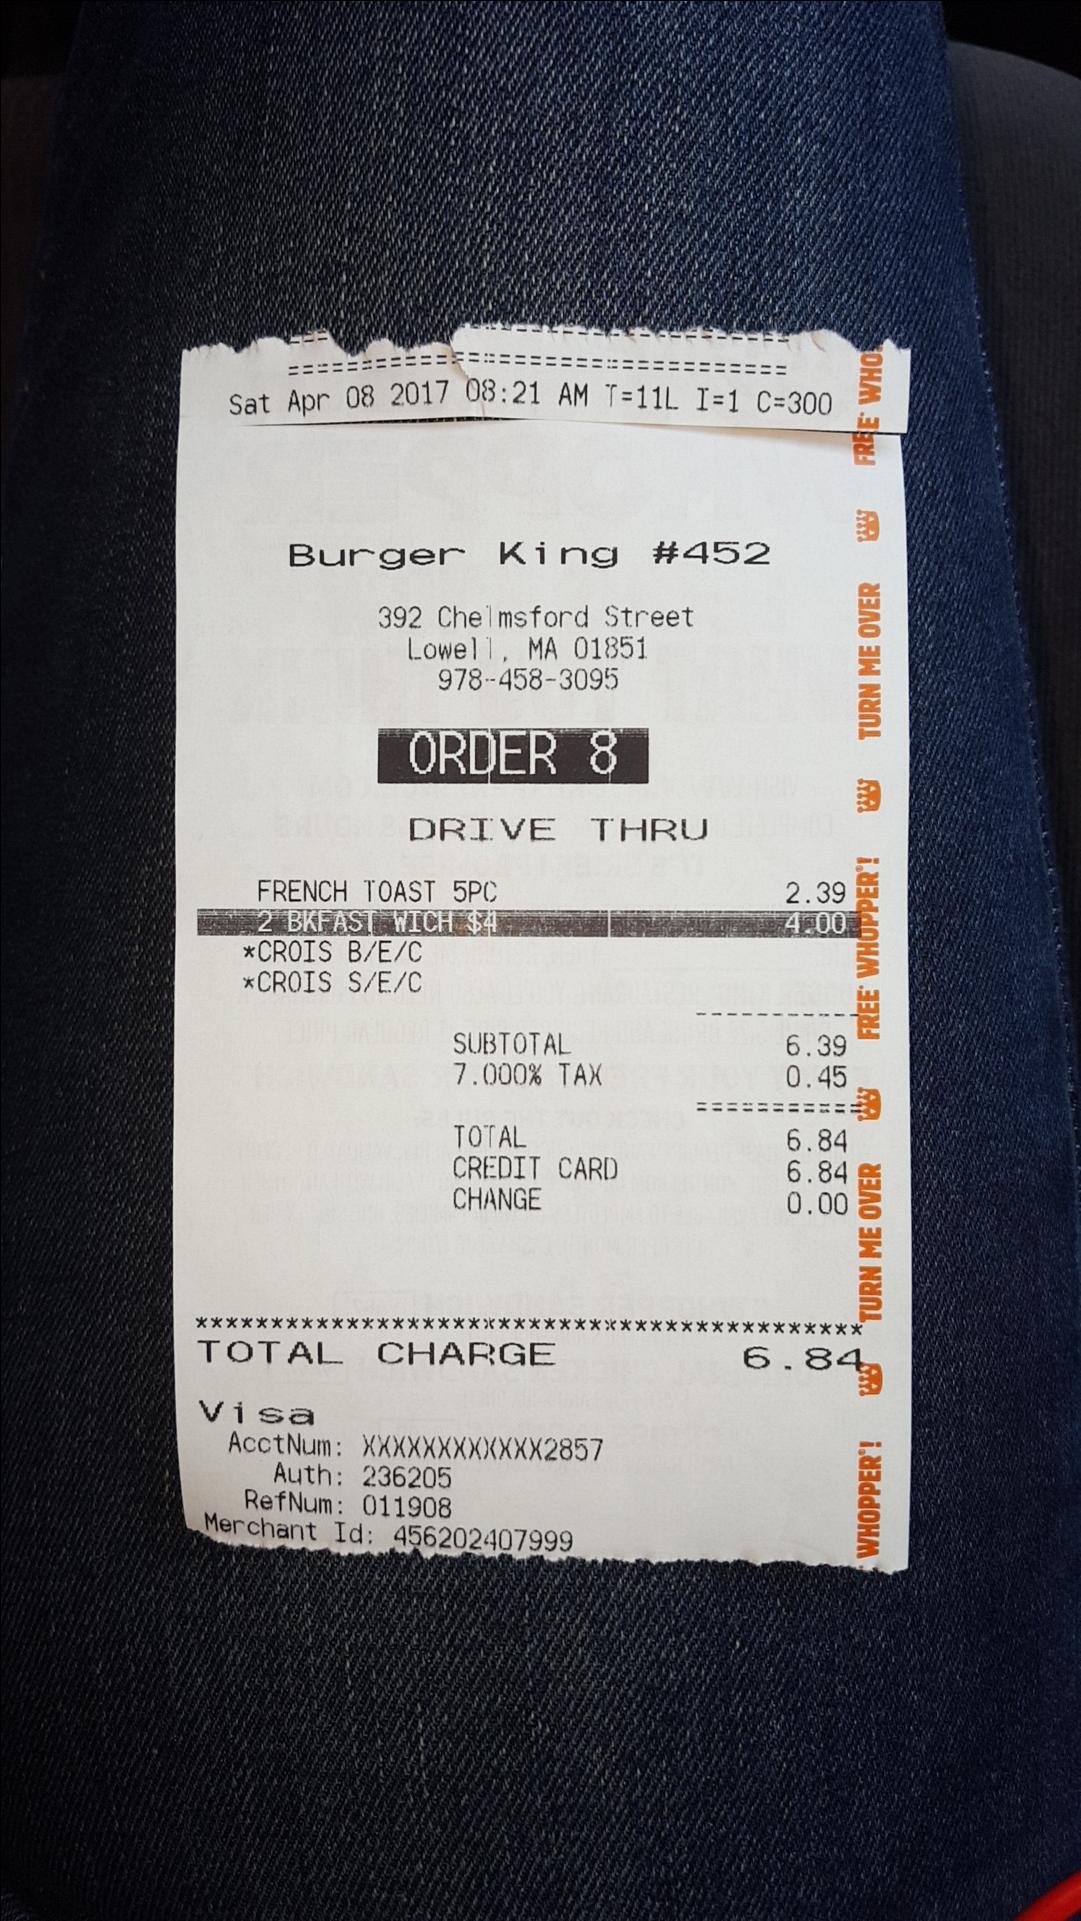 =================================
Sat Apr 08 2017 08:21 AM T=11L I=1 C=300
Burger King #452
392 Chelmsford Street
Lowell, MA 01851
978-458-3095
ORDER 8
DRIVE THRU
FRENCH TOAST 5PC 2.39
2 BKFAST WICH $4 4.00
*CROIS B/E/C
*CROIS S/E/C
-----------
SUBTOTAL 6.39
7.000% TAX 0.45
===========
TOTAL 6.84
CREDIT CARD 6.84
CHANGE 0.00
********************************************
TOTAL CHARGE 6.84
Visa
AcctNum: XXXXXXXXXXXX2857
Auth: 236205
RefNum: 011908
Merchant Id: 456202407999
WHOPPER®!
TURN ME OVER
FREE WHOPPER®!
TURN ME OVER
FREE WHO